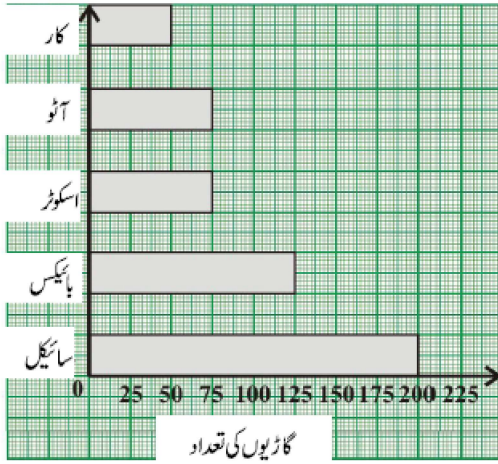 کار
آٹو
اسکوٹر
بائیکس
سائیکل
0 25 50 75 100 125 150 175 200 225
گاڑیوں کی تعداد